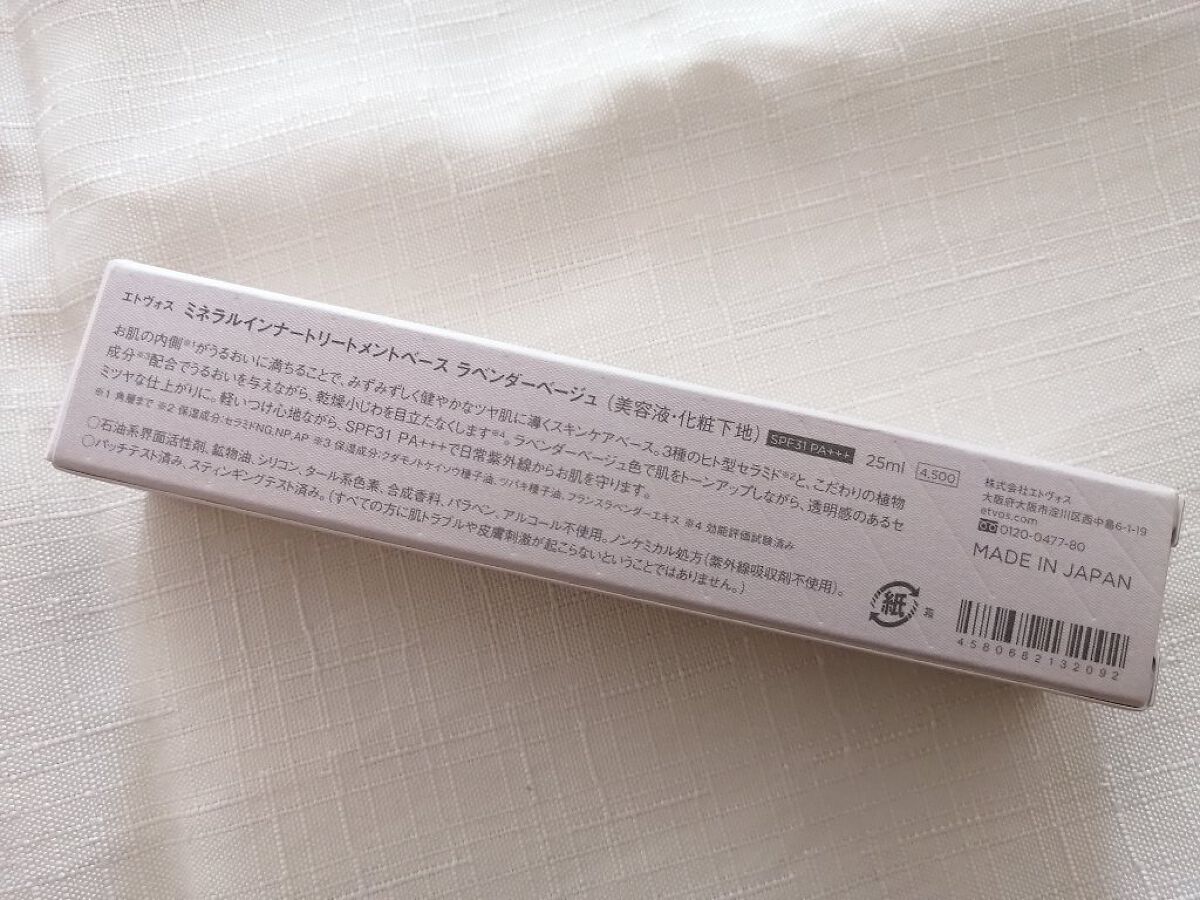 エトヴォス ミネラルインナートリートメントベース ラベンダーベージュ (美容液・化粧下地) SPF31 PA+++ 25ml 4,500
お肌の内側※1がうるおいに満ちることで、みずみずしく健やかなツヤ肌に導くスキンケアベース。3種のヒト型セラミド※2と、こだわりの植物
成分※3配合でうるおいを与えながら、乾燥小じわを目立たなくします※4。ラベンダーベージュ色で肌をトーンアップしながら、透明感のあるセ
ミツヤな仕上がりに。軽いつけ心地ながら、SPF31 PA+++で日常紫外線からお肌を守ります。
※1 角層まで ※2 保湿成分:セラミドNG,NP,AP ※3 保湿成分:クダモノトケイソウ種子油、ツバキ種子油、フランスラベンダーエキス ※4 効能評価試験済み
○石油系界面活性剤、鉱物油、シリコン、タール系色素、合成香料、パラベン、アルコール不使用。ノンケミカル処方(紫外線吸収剤不使用)。
○パッチテスト済み、スティンギングテスト済み。(すべての方に肌トラブルや皮膚刺激が起こらないということではありません。)
株式会社エトヴォス
大阪府大阪市淀川区西中島6-1-19
etvos.com
0120-0477-80
MADE IN JAPAN
紙
箱
4580682132092